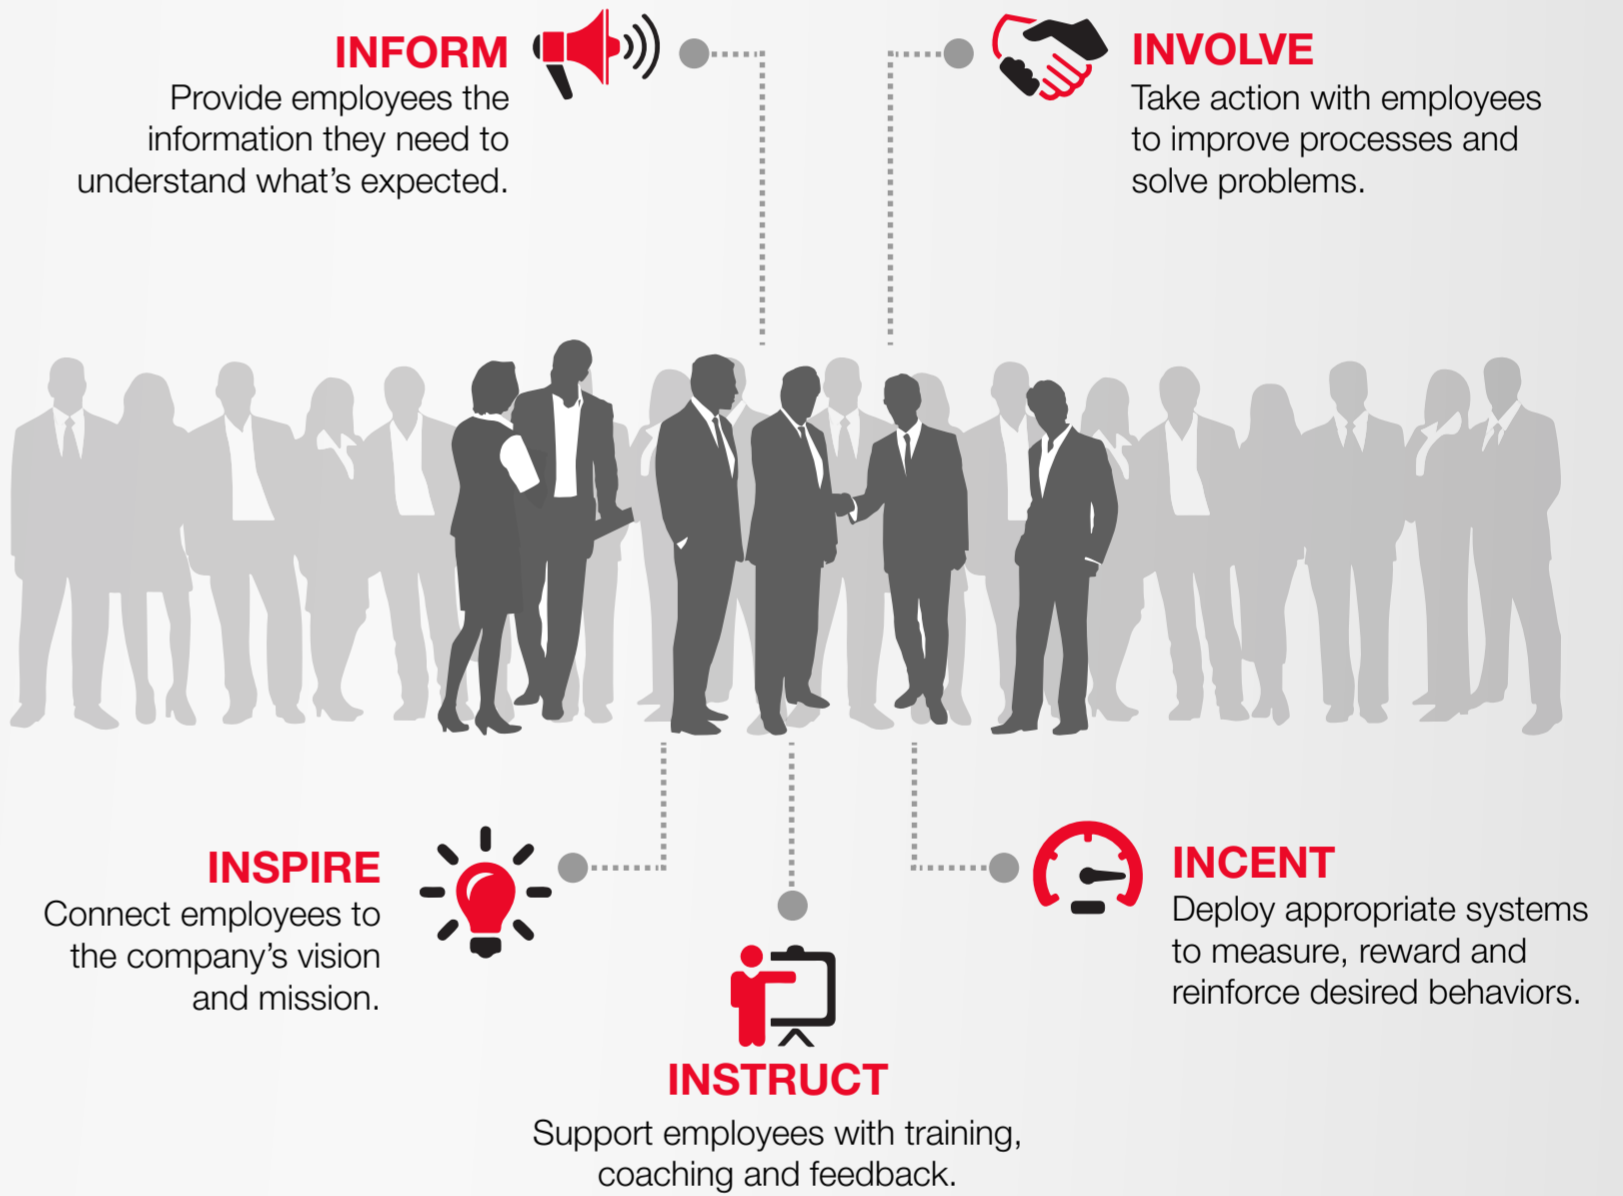 INFORM
Provide employees the
information they need to
understand what's expected.
INVOLVE
Take action with employees
to improve processes and
solve problems.
INSPIRE
Connect employees to
the company's vision
and mission.
INSTRUCT
Support employees with training,
coaching and feedback.
INCENT
Deploy appropriate systems
to measure, reward and
reinforce desired behaviors.